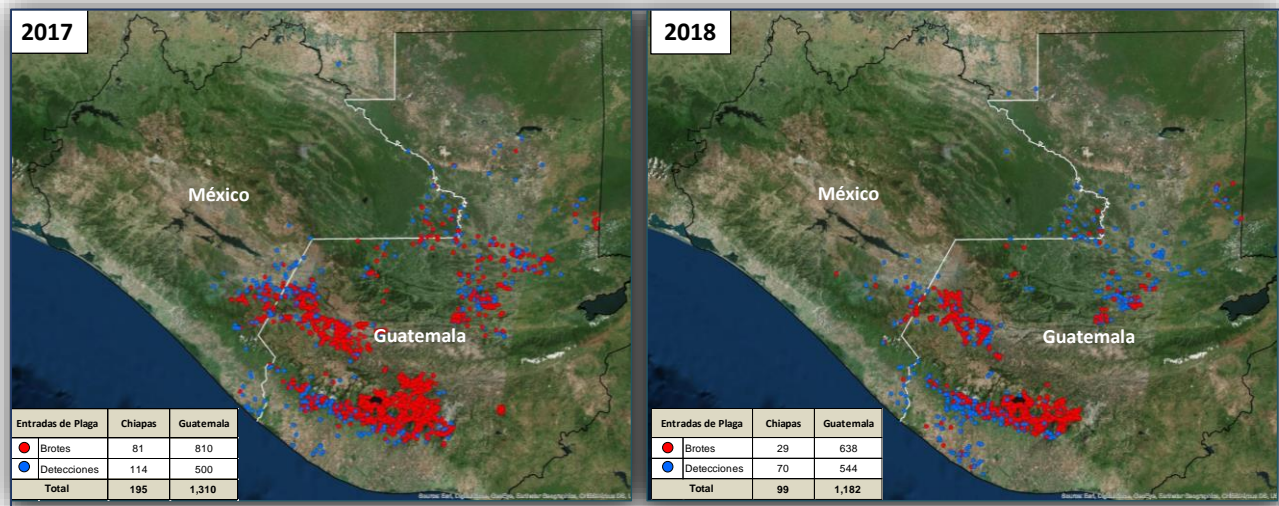 2017
México
Guatemala
Entradas de Plaga Chiapas Guatemala
Brotes 81 810
Detecciones 114 500
Total 195 1,310
2018
México
Guatemala
Entradas de Plaga Chiapas Guatemala
Brotes 29 638
Detecciones 70 544
Total 99 1,182